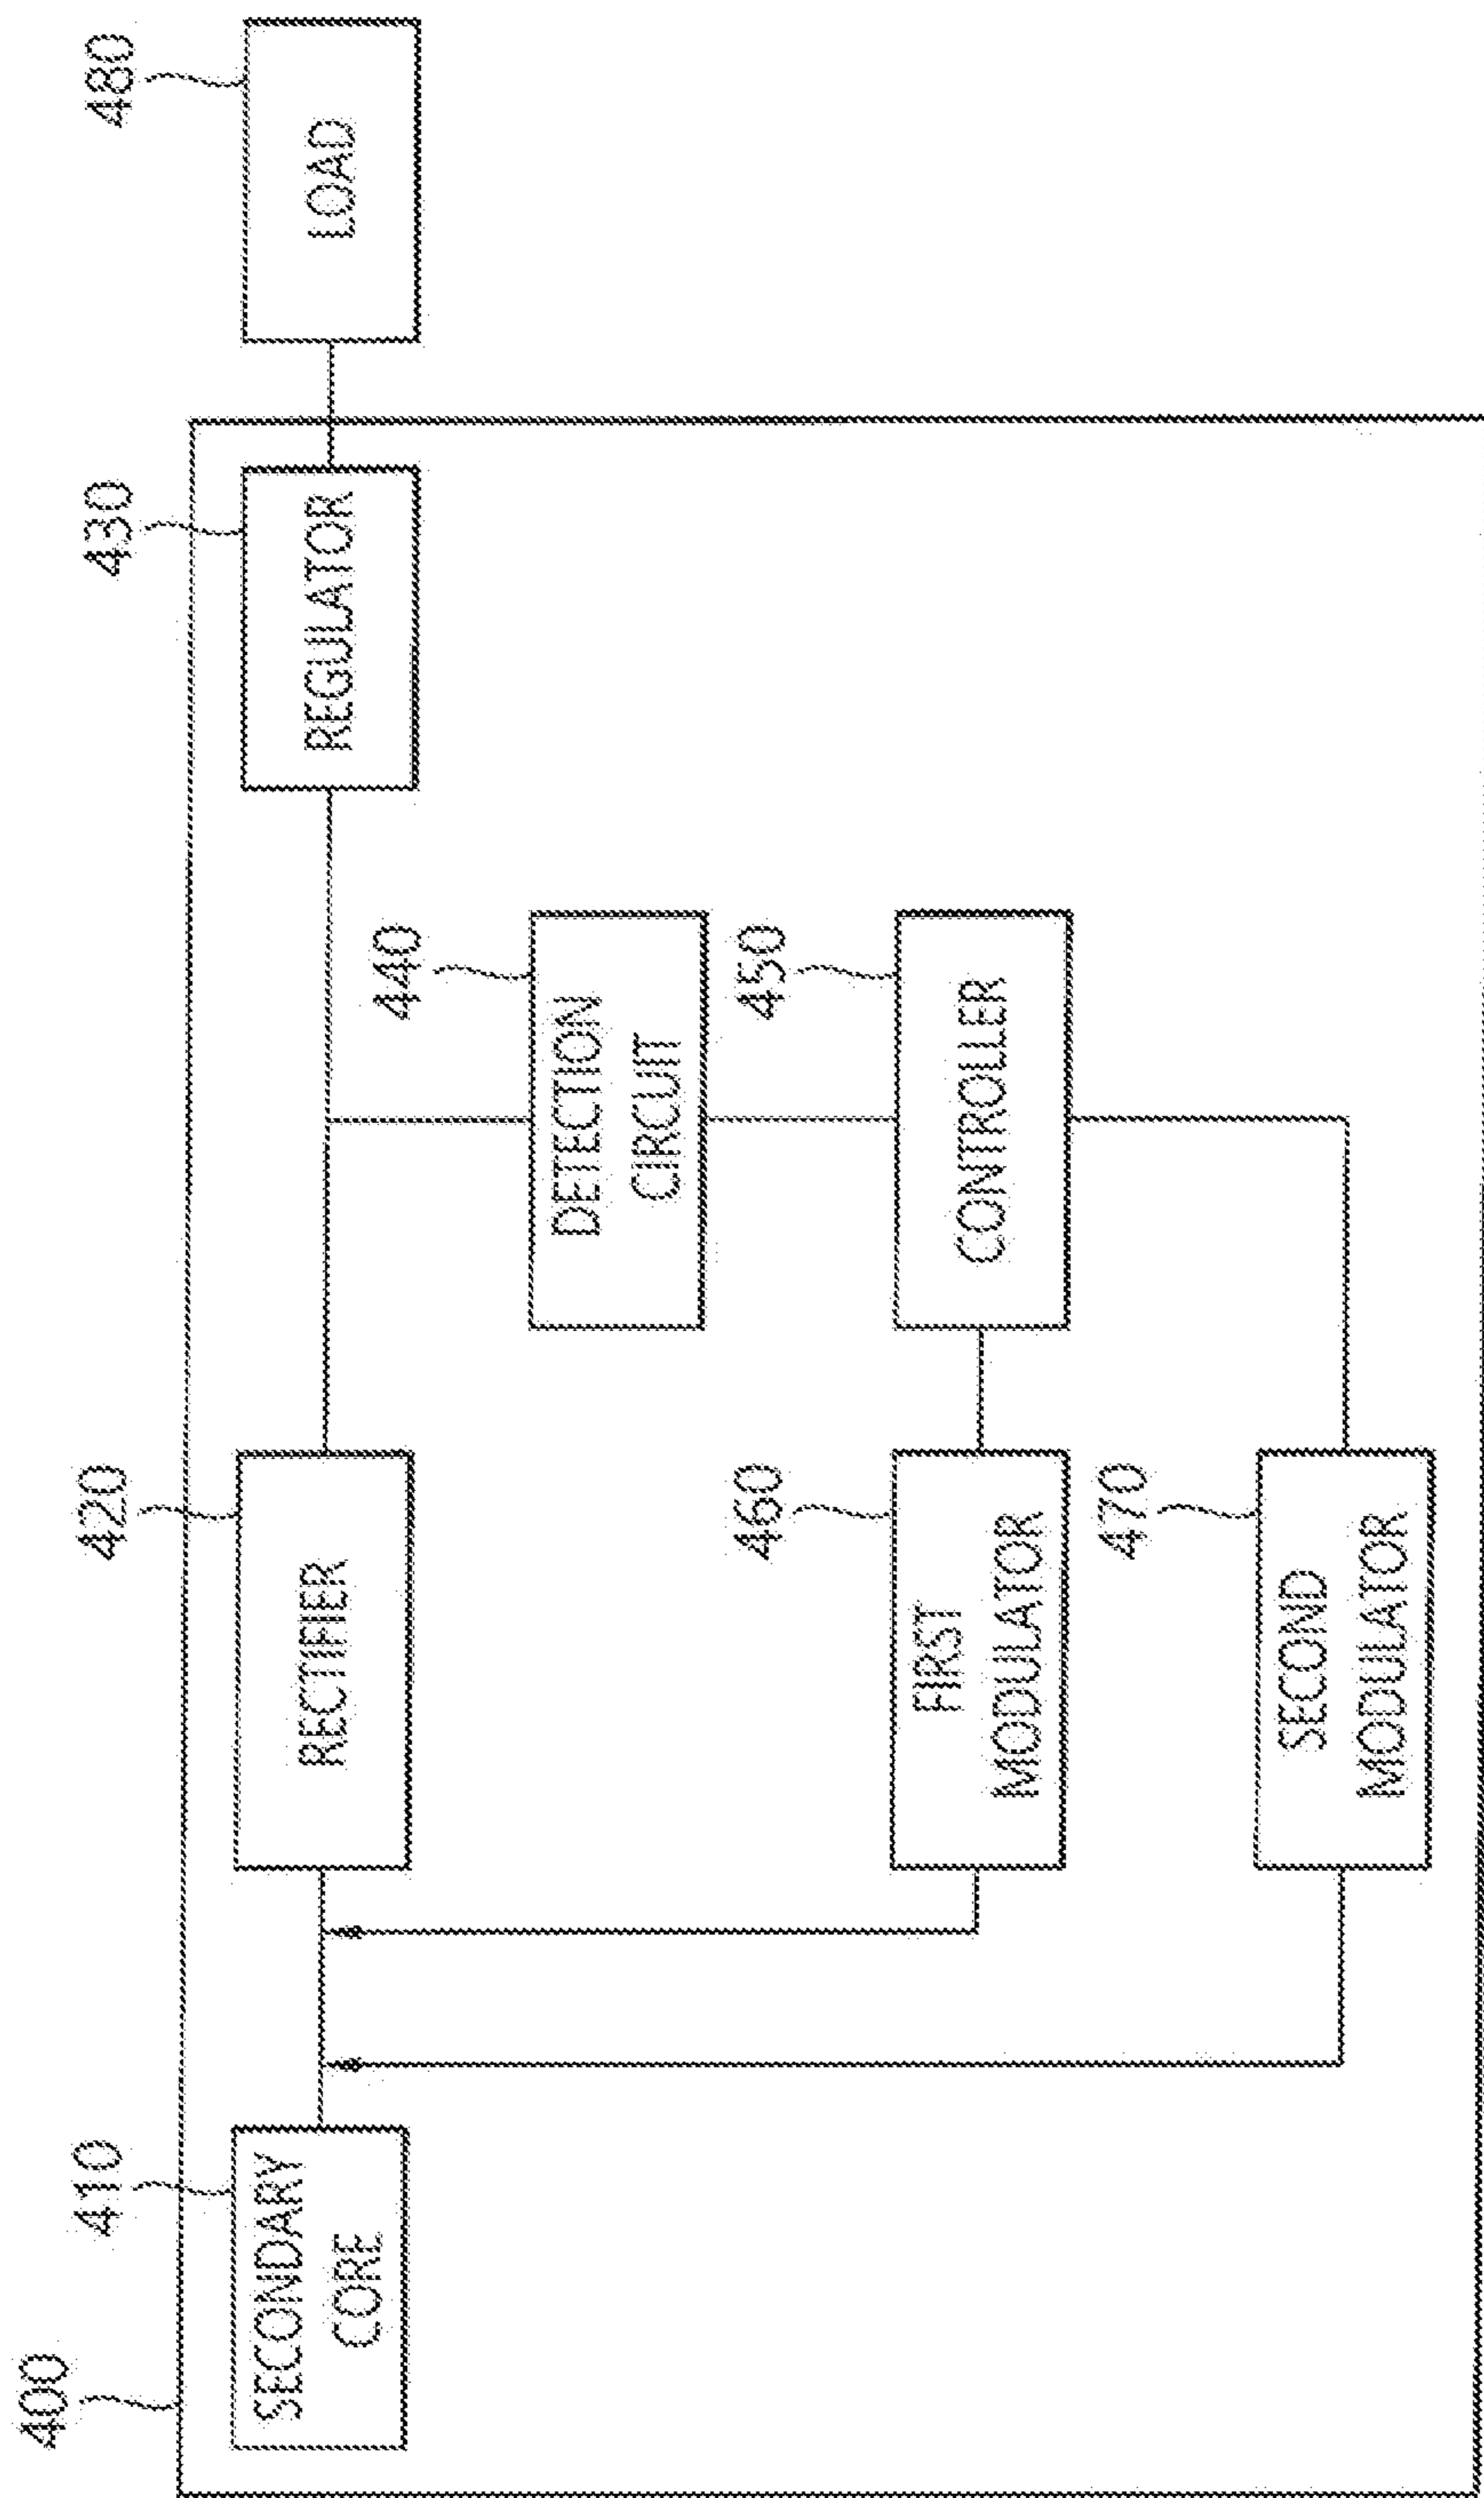 400
410
SECONDARY
CORE
420
RECTIFIER
430
REGULATOR
480
LOAD
440
DETECTION
CIRCUIT
450
CONTROLLER
460
FIRST
MODULATOR
470
SECOND
MODULATOR